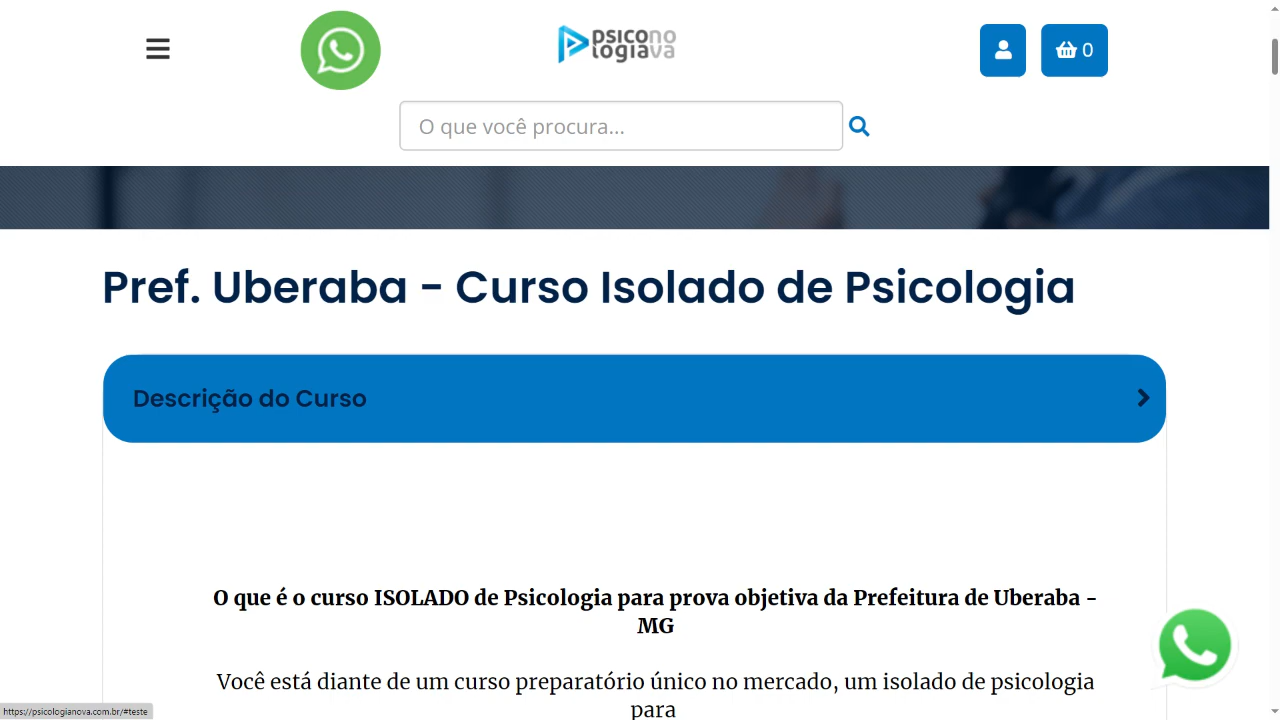 psicono
logiava
0
O que você procura...
Pref. Uberaba - Curso Isolado de Psicologia
Descrição do Curso
O que é o curso ISOLADO de Psicologia para prova objetiva da Prefeitura de Uberaba -
MG
Você está diante de um curso preparatório único no mercado, um isolado de psicologia
para
https://psicologianova.com.br/#teste